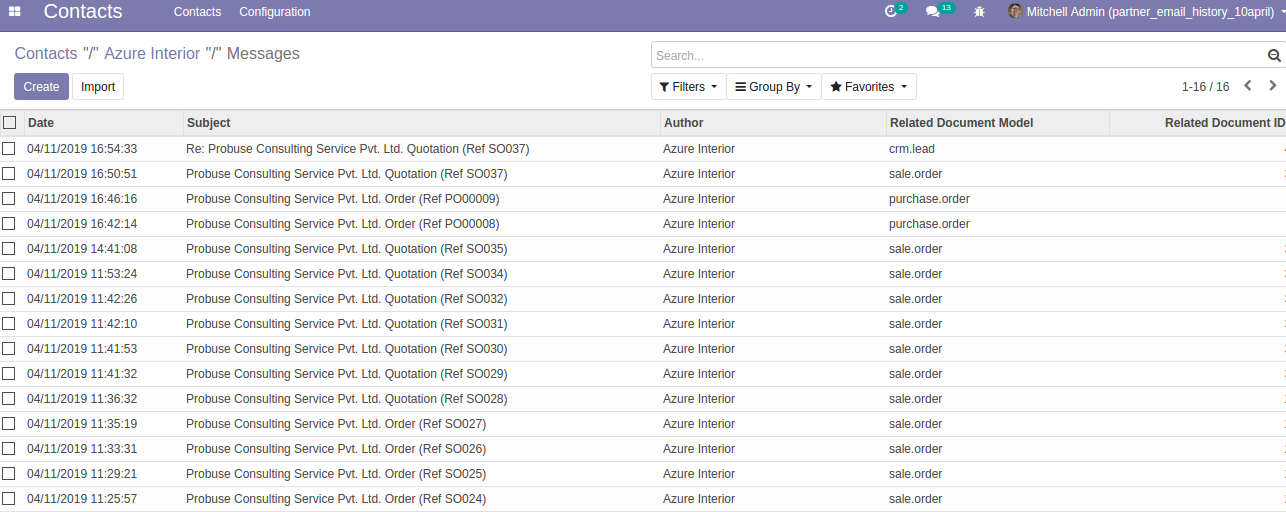 Contacts Contacts Configuration 2 13 Mitchell Admin (partner_email_history_10april)
Contacts "/" Azure Interior "/" Messages Search...
Create Import Filters Group By Favorites 1-16 / 16
Date Subject Author Related Document Model Related Document ID
04/11/2019 16:54:33 Re: Probuse Consulting Service Pvt. Ltd. Quotation (Ref SO037) Azure Interior crm.lead
04/11/2019 16:50:51 Probuse Consulting Service Pvt. Ltd. Quotation (Ref SO037) Azure Interior sale.order
04/11/2019 16:46:16 Probuse Consulting Service Pvt. Ltd. Order (Ref PO00009) Azure Interior purchase.order
04/11/2019 16:42:14 Probuse Consulting Service Pvt. Ltd. Order (Ref PO00008) Azure Interior purchase.order
04/11/2019 14:41:08 Probuse Consulting Service Pvt. Ltd. Quotation (Ref SO035) Azure Interior sale.order
04/11/2019 11:53:24 Probuse Consulting Service Pvt. Ltd. Quotation (Ref SO034) Azure Interior sale.order
04/11/2019 11:42:26 Probuse Consulting Service Pvt. Ltd. Quotation (Ref SO032) Azure Interior sale.order
04/11/2019 11:42:10 Probuse Consulting Service Pvt. Ltd. Quotation (Ref SO031) Azure Interior sale.order
04/11/2019 11:41:53 Probuse Consulting Service Pvt. Ltd. Quotation (Ref SO030) Azure Interior sale.order
04/11/2019 11:41:32 Probuse Consulting Service Pvt. Ltd. Quotation (Ref SO029) Azure Interior sale.order
04/11/2019 11:36:32 Probuse Consulting Service Pvt. Ltd. Quotation (Ref SO028) Azure Interior sale.order
04/11/2019 11:35:19 Probuse Consulting Service Pvt. Ltd. Order (Ref SO027) Azure Interior sale.order
04/11/2019 11:33:31 Probuse Consulting Service Pvt. Ltd. Order (Ref SO026) Azure Interior sale.order
04/11/2019 11:29:21 Probuse Consulting Service Pvt. Ltd. Order (Ref SO025) Azure Interior sale.order
04/11/2019 11:25:57 Probuse Consulting Service Pvt. Ltd. Order (Ref SO024) Azure Interior sale.order